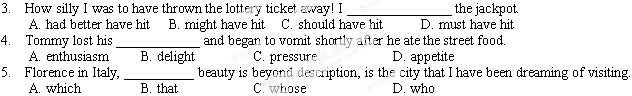 3. How silly I was to have thrown the lottery ticket away! I ______________ the jackpot.
A. had better have hit B. might have hit C. should have hit D. must have hit
4. Tommy lost his ___________ and began to vomit shortly after he ate the street food.
A. enthusiasm B. delight C. pressure D. appetite
5. Florence in Italy, _________ beauty is beyond description, is the city that I have been dreaming of visiting.
A. which B. that C. whose D. who